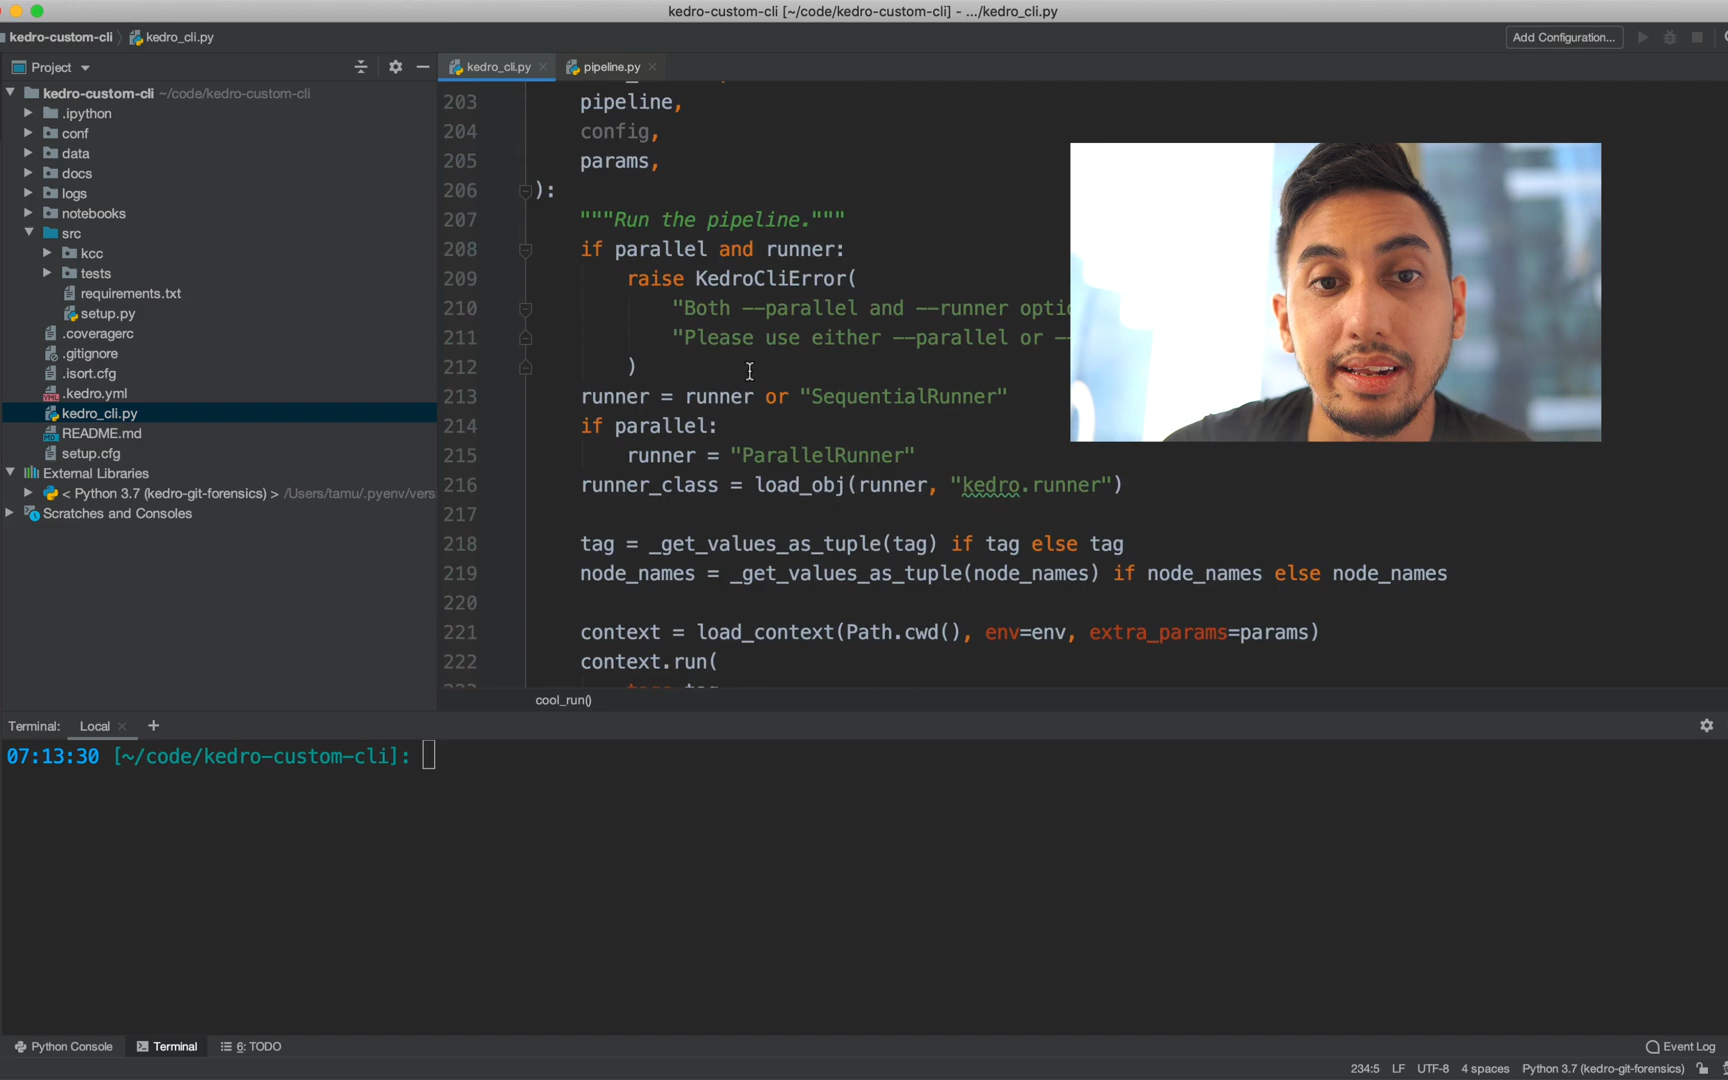 kedro-custom-cli [~/code/kedro-custom-cli] - .../kedro_cli.py
kedro-custom-cli kedro_cli.py Add Configuration...
Project kedro_cli.py pipeline.py
kedro-custom-cli ~/code/kedro-custom-cli
.ipython
conf
data
docs
logs
notebooks
src
kcc
tests
requirements.txt
setup.py
.coveragerc
.gitignore
.isort.cfg
.kedro.yml
kedro_cli.py
README.md
setup.cfg
External Libraries
< Python 3.7 (kedro-git-forensics) > /Users/tamu/.pyenv/vers
Scratches and Consoles
203 pipeline,
204 config,
205 params,
206 ):
207 """Run the pipeline."""
208 if parallel and runner:
209 raise KedroCliError(
210 "Both --parallel and --runner optio
211 "Please use either --parallel or --
212 )
213 runner = runner or "SequentialRunner"
214 if parallel:
215 runner = "ParallelRunner"
216 runner_class = load_obj(runner, "kedro.runner")
217
218 tag = _get_values_as_tuple(tag) if tag else tag
219 node_names = _get_values_as_tuple(node_names) if node_names else node_names
220
221 context = load_context(Path.cwd(), env=env, extra_params=params)
222 context.run(
cool_run()
Terminal: Local +
07:13:30 [~/code/kedro-custom-cli]:
Python Console Terminal 6: TODO Event Log
234:5 LF UTF-8 4 spaces Python 3.7 (kedro-git-forensics)